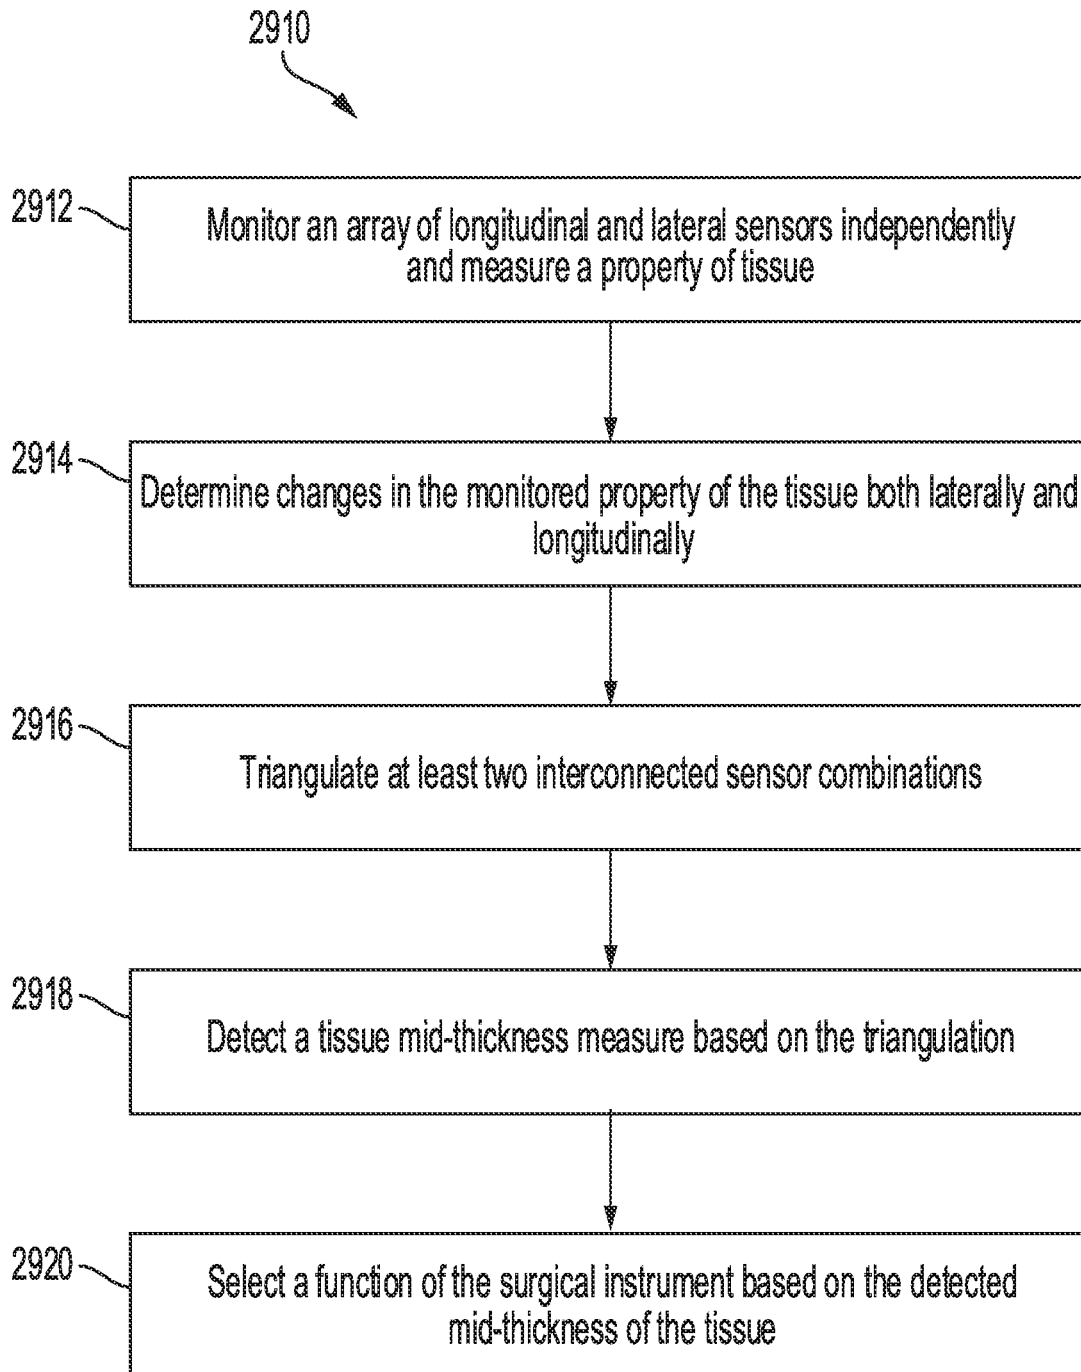 2910
2912
Monitor an array of longitudinal and lateral sensors independently
and measure a property of tissue
2914
Determine changes in the monitored property of the tissue both laterally and
longitudinally
2916
Triangulate at least two interconnected sensor combinations
2918
Detect a tissue mid-thickness measure based on the triangulation
2920
Select a function of the surgical instrument based on the detected
mid-thickness of the tissue